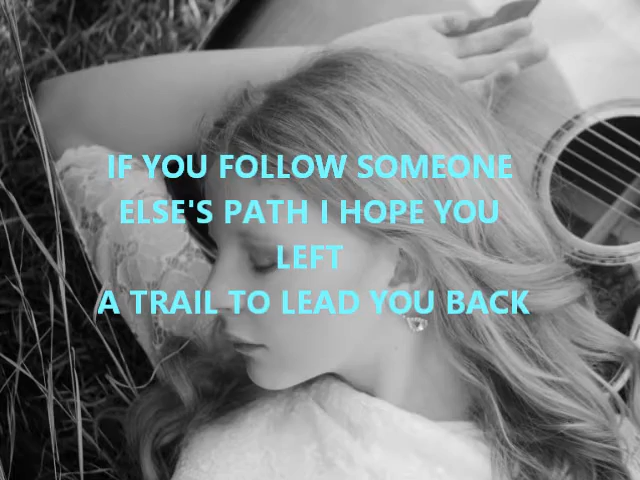 IF YOU FOLLOW SOMEONE
ELSE'S PATH I HOPE YOU
LEFT
A TRAIL TO LEAD YOU BACK